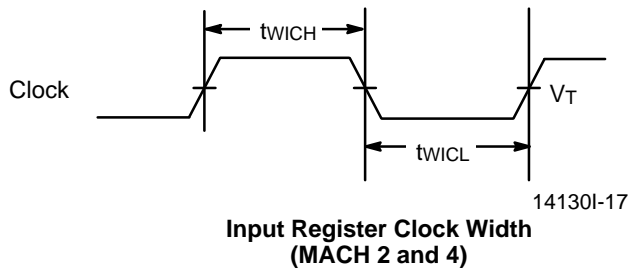 tWICH
Clock
VT
tWICL
14130I-17
Input Register Clock Width
(MACH 2 and 4)